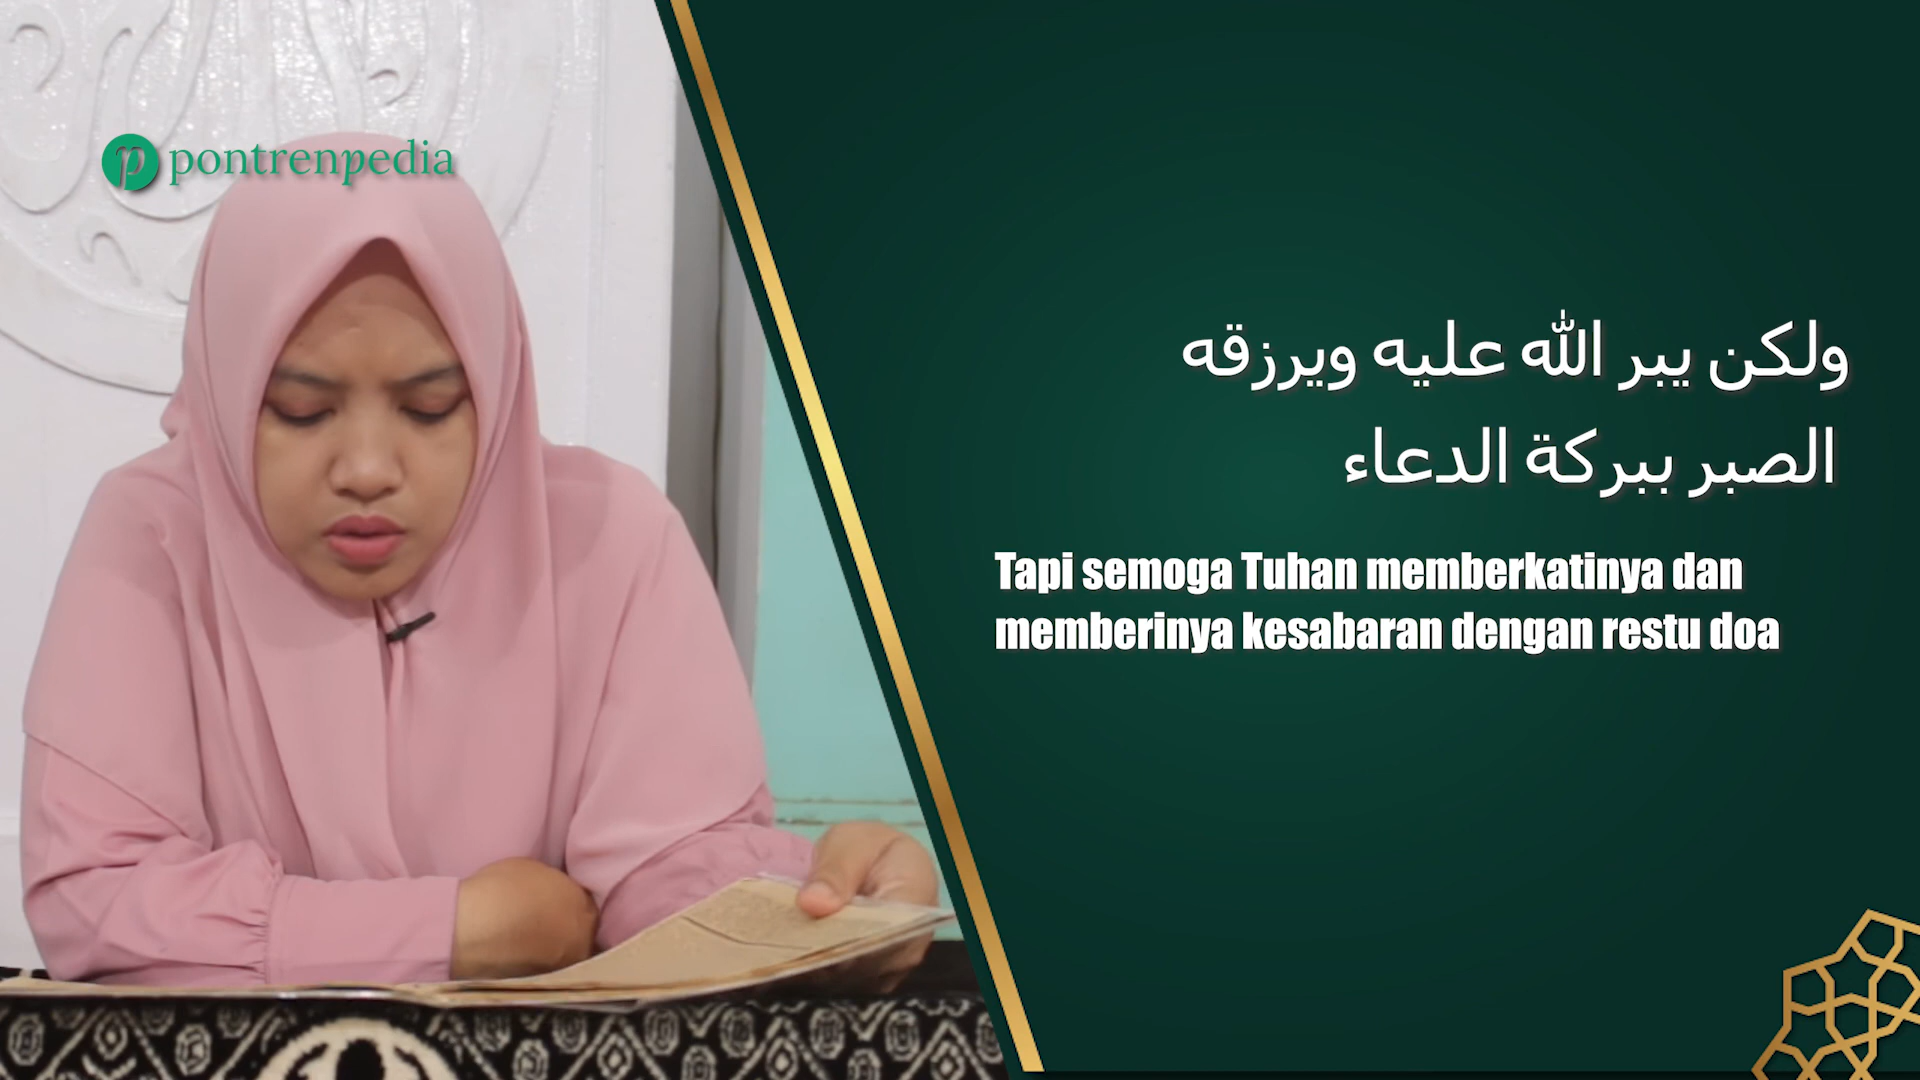 pontrenpedia
ولكن يبر الله عليه ويرزقه
الصبر ببركة الدعاء
Tapi semoga Tuhan memberkatinya dan
memberinya kesabaran dengan restu doa